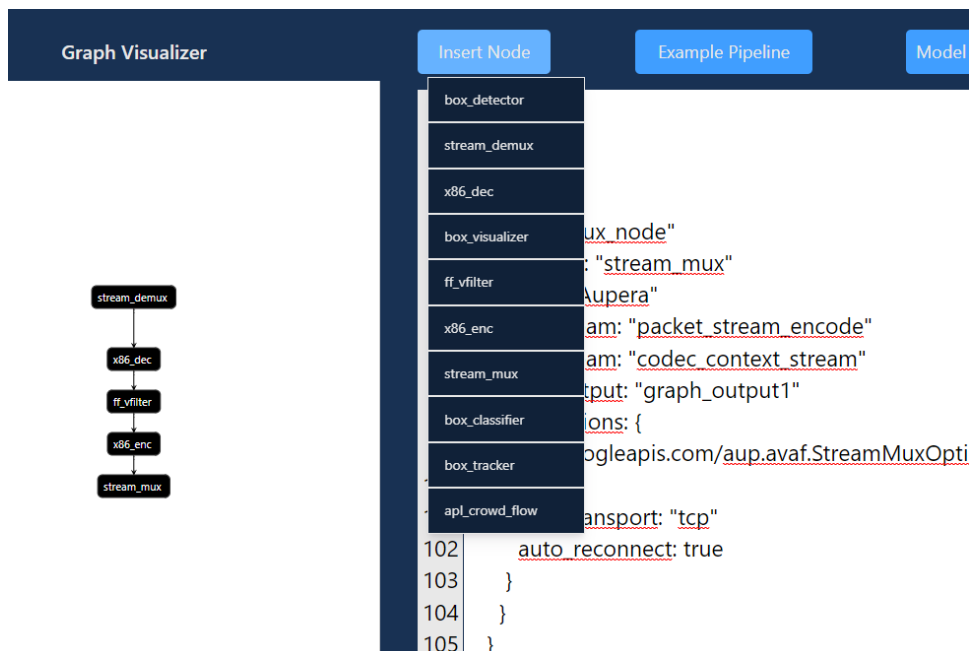 Graph Visualizer
Insert Node
Example Pipeline
Model
box_detector
stream_demux
x86_dec
box_visualizer
ff_vfilter
x86_enc
stream_mux
box_classifier
box_tracker
apl_crowd_flow
stream_demux
x86_dec
ff_vfilter
x86_enc
stream_mux
ux_node"
: "stream_mux"
Aupera"
am: "packet_stream_encode"
am: "codec_context_stream"
tput: "graph_output1"
ions: {
ogleapis.com/aup.avaf.StreamMuxOpti
ansport: "tcp"
102 auto_reconnect: true
103 }
104 }
105 }